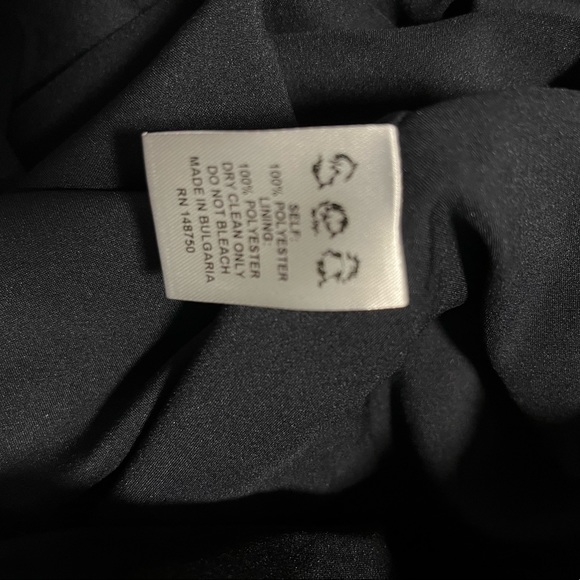 SELF:
100% POLYESTER
LINING:
100% POLYESTER
DRY CLEAN ONLY
DO NOT BLEACH
MADE IN BULGARIA
RN 148750